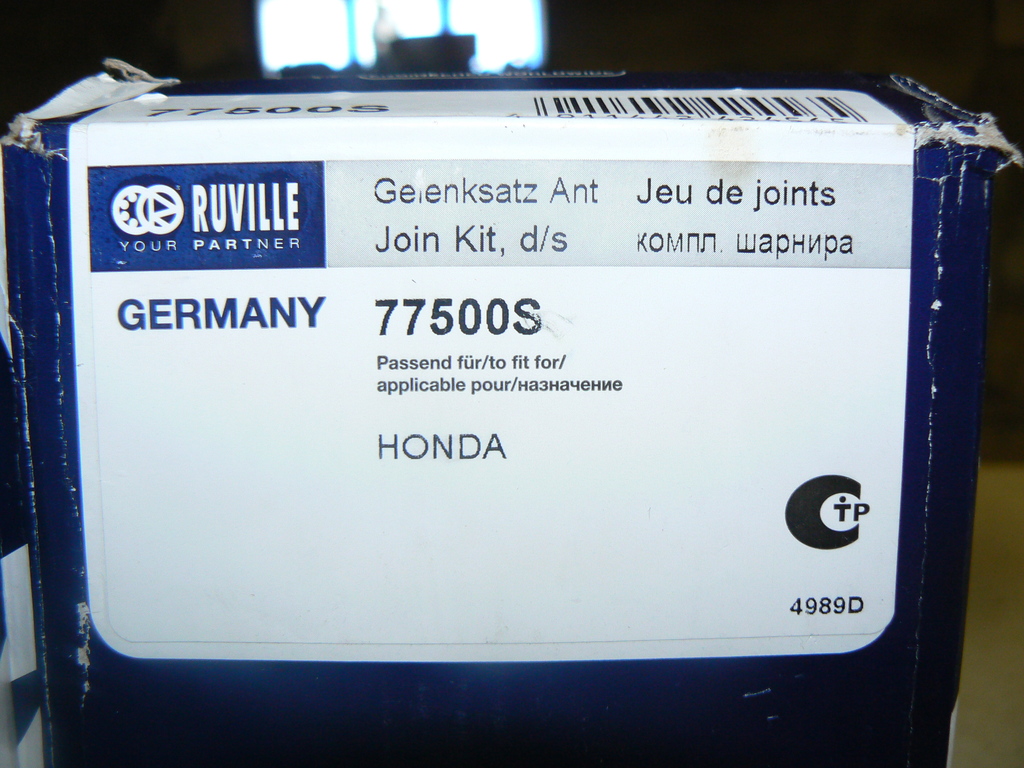 77500S
RUVILLE
YOUR PARTNER
Gelenksatz Ant Jeu de joints
Join Kit, d/s компл. шарнира
GERMANY 77500S
Passend für/to fit for/
applicable pour/назначение
HONDA
CTP
4989D